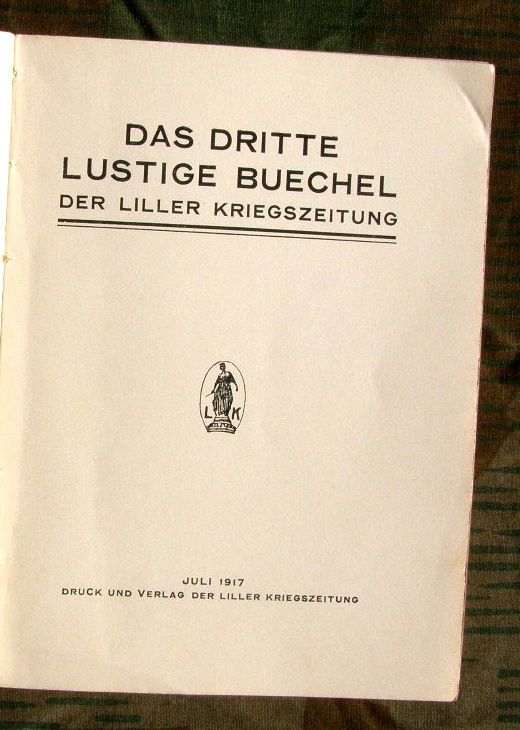 DAS DRITTE
LUSTIGE BUECHEL
DER LILLER KRIEGSZEITUNG
L K
JULI 1917
DRUCK UND VERLAG DER LILLER KRIEGSZEITUNG